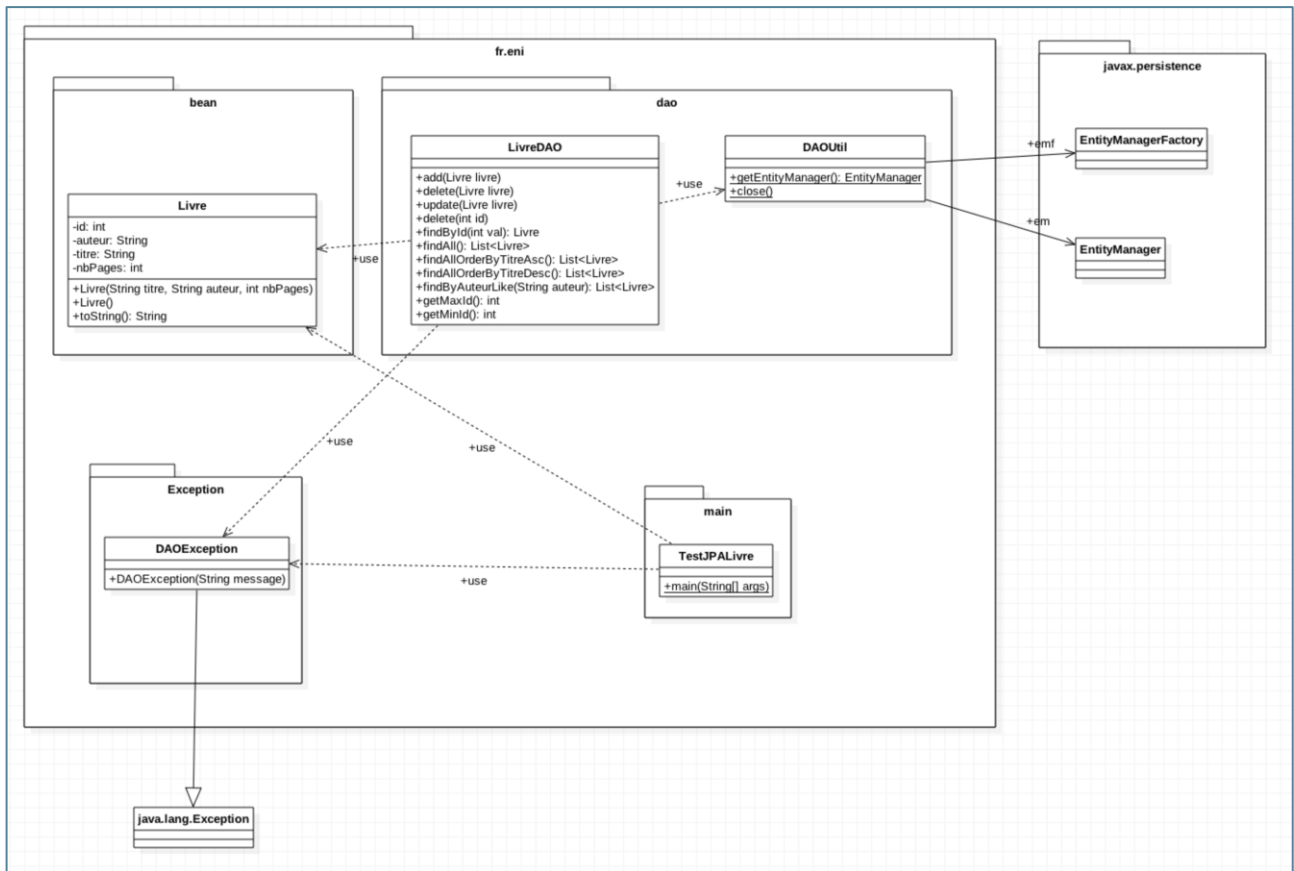 fr.eni
bean
Livre
-id: int
-auteur: String
-titre: String
-nbPages: int
+Livre(String titre, String auteur, int nbPages)
+Livre()
+toString(): String
dao
LivreDAO
+add(Livre livre)
+delete(Livre livre)
+update(Livre livre)
+delete(int id)
+findById(int val): Livre
+findAll(): List<Livre>
+findAllOrderByTitreAsc(): List<Livre>
+findAllOrderByTitreDesc(): List<Livre>
+findByAuteurLike(String auteur): List<Livre>
+getMaxId(): int
+getMinId(): int
+use
+use
DAOUtil
+getEntityManager(): EntityManager
+close()
javax.persistence
+emf
EntityManagerFactory
+em
EntityManager
+use
+use
Exception
DAOException
+DAOException(String message)
+use
main
TestJPALivre
+main(String[] args)
java.lang.Exception